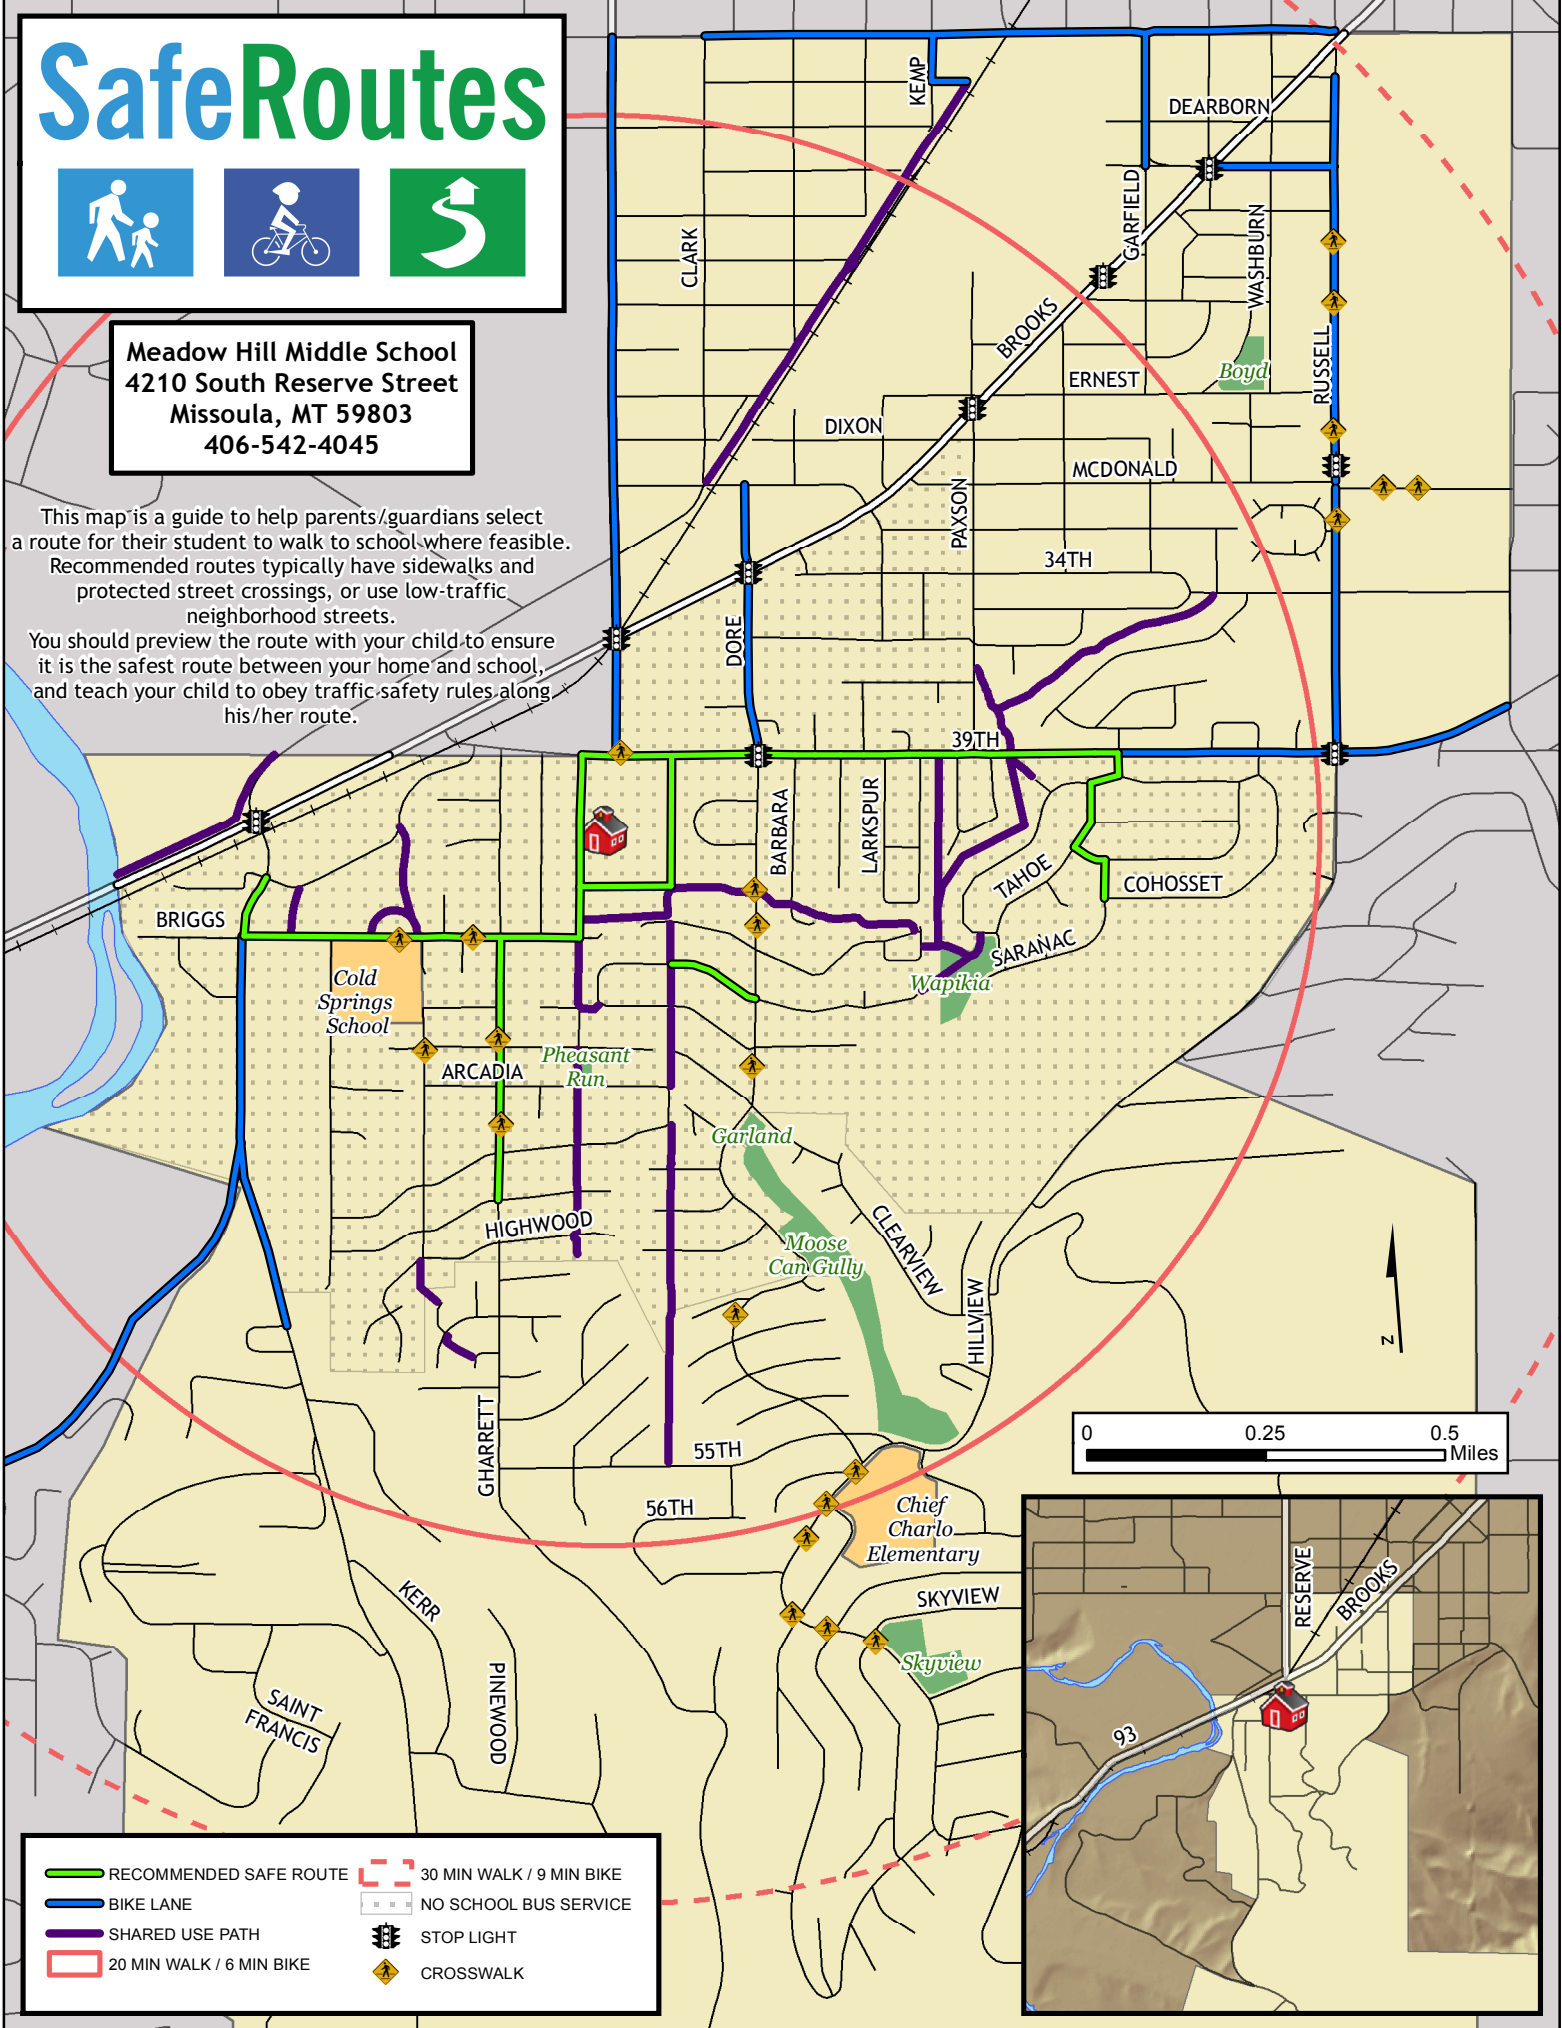 SafeRoutes
Meadow Hill Middle School
4210 South Reserve Street
Missoula, MT 59803
406-542-4045
This map is a guide to help parents/guardians select
a route for their student to walk to school where feasible.
Recommended routes typically have sidewalks and
protected street crossings, or use low-traffic
neighborhood streets.
You should preview the route with your child to ensure
it is the safest route between your home and school,
and teach your child to obey traffic safety rules along
his/her route.
KEMP
DEARBORN
GARFIELD
CLARK
WASHBURN
BROOKS
RUSSELL
Boyd
ERNEST
DIXON
MCDONALD
PAXSON
34TH
DORE
39TH
BARBARA
LARKSPUR
TAHOE
COHOSSET
BRIGGS
SARANAC
Wapikia
Cold
Springs
School
Pheasant
Run
ARCADIA
Garland
HIGHWOOD
Moose
Can Gully
CLEARVIEW
HILLVIEW
GHARRETT
55TH
56TH
Chief
Charlo
Elementary
SKYVIEW
Skyview
KERR
PINEWOOD
SAINT
FRANCIS
N
0 0.25 0.5
Miles
RESERVE
BROOKS
93
RECOMMENDED SAFE ROUTE
BIKE LANE
SHARED USE PATH
20 MIN WALK / 6 MIN BIKE
30 MIN WALK / 9 MIN BIKE
NO SCHOOL BUS SERVICE
STOP LIGHT
CROSSWALK